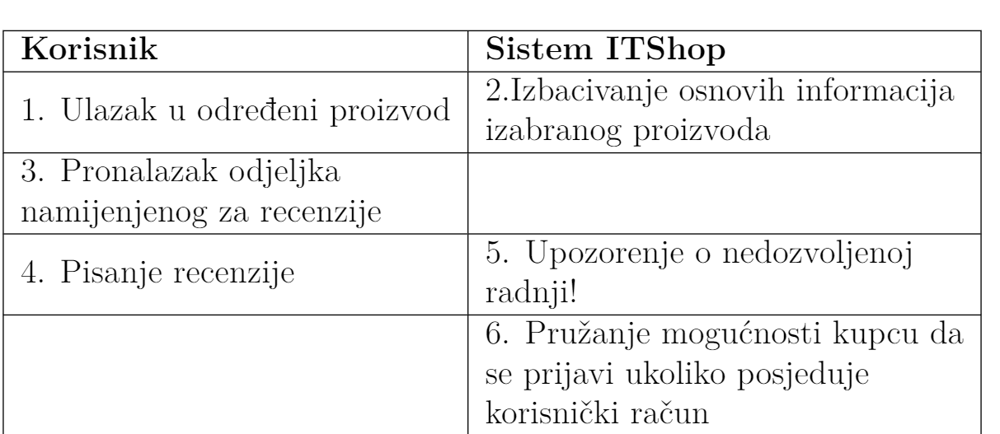 Korisnik
Sistem ITShop
1. Ulazak u određeni proizvod
2.Izbacivanje osnovih informacija
izabranog proizvoda
3. Pronalazak odjeljka
namijenjenog za recenzije
4. Pisanje recenzije
5. Upozorenje o nedozvoljenoj
radnji!
6. Pružanje mogućnosti kupcu da
se prijavi ukoliko posjeduje
korisnički račun